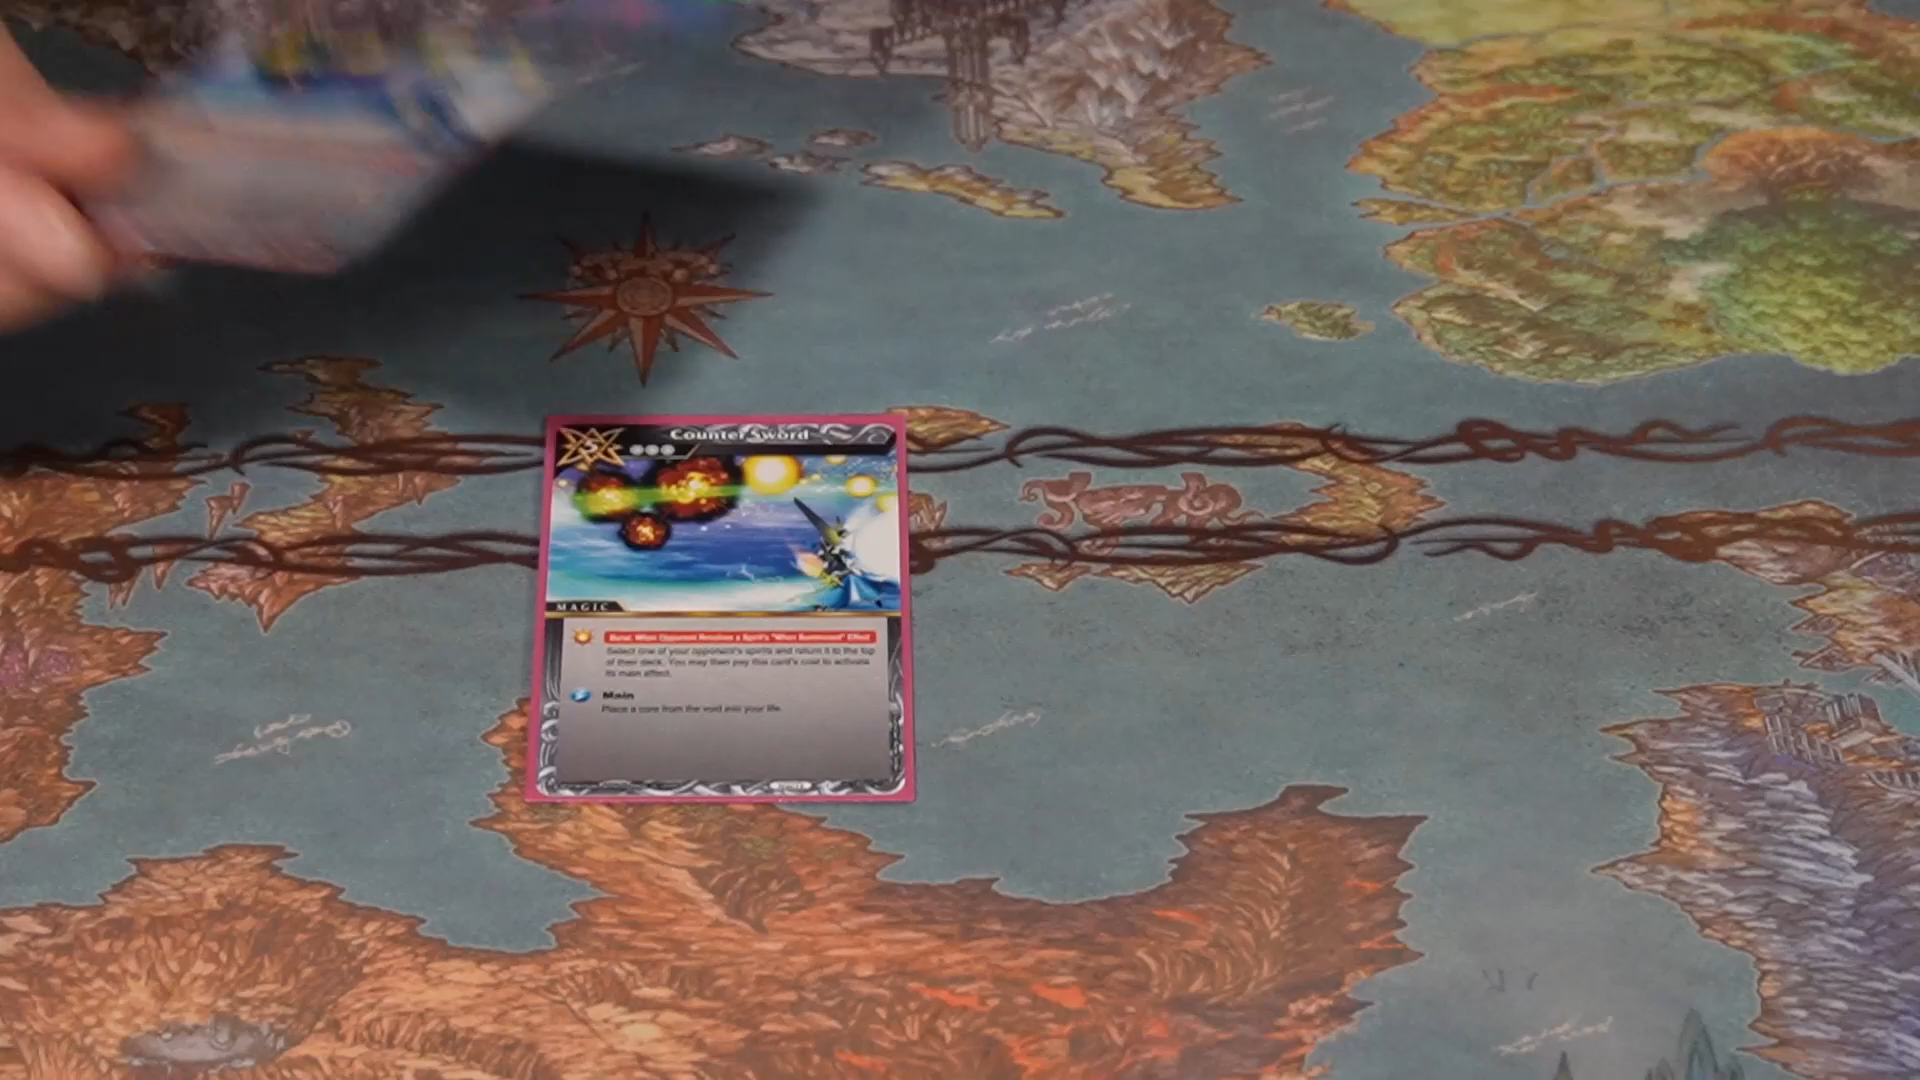 Counter Sword
5
MAGIC
Burst: When Opponent Resolves a Spirit's "When Summoned" Effect
Select one of your opponent's spirits and return it to the top
of their deck. You may then pay this card's cost to activate
its main effect.
Main
Place a core from the void into your life.